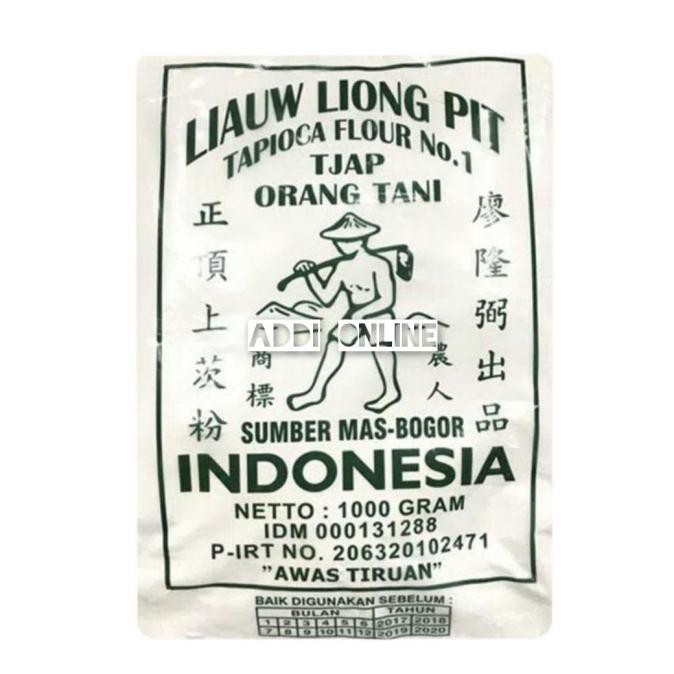 LIAUW LIONG PIT
TAPIOCA FLOUR No.1
TJAP
ORANG TANI
正頂上茨粉
廖隆弼出品
ADDI ONLINE
商標
農人
SUMBER MAS-BOGOR
INDONESIA
NETTO : 1000 GRAM
IDM 000131288
P-IRT NO. 206320102471
"AWAS TIRUAN"
BAIK DIGUNAKAN SEBELUM :
BULAN TAHUN
1 2 3 4 5 6 2017 2018
7 8 9 10 11 12 2019 2020